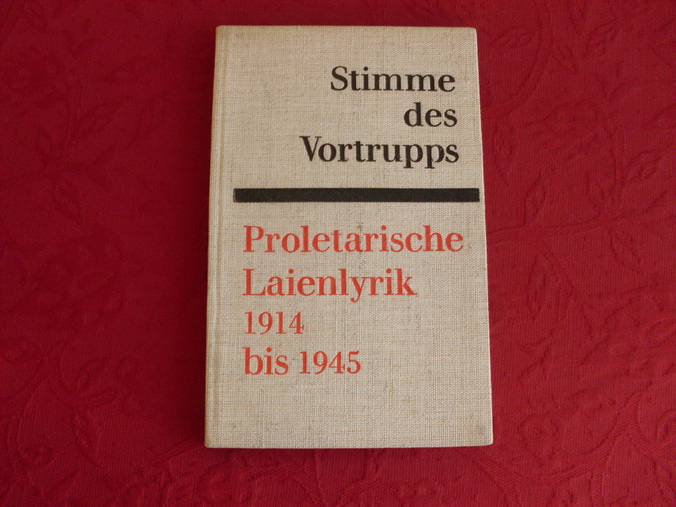 Stimme
des
Vortrupps
Proletarische
Laienlyrik
1914
bis 1945